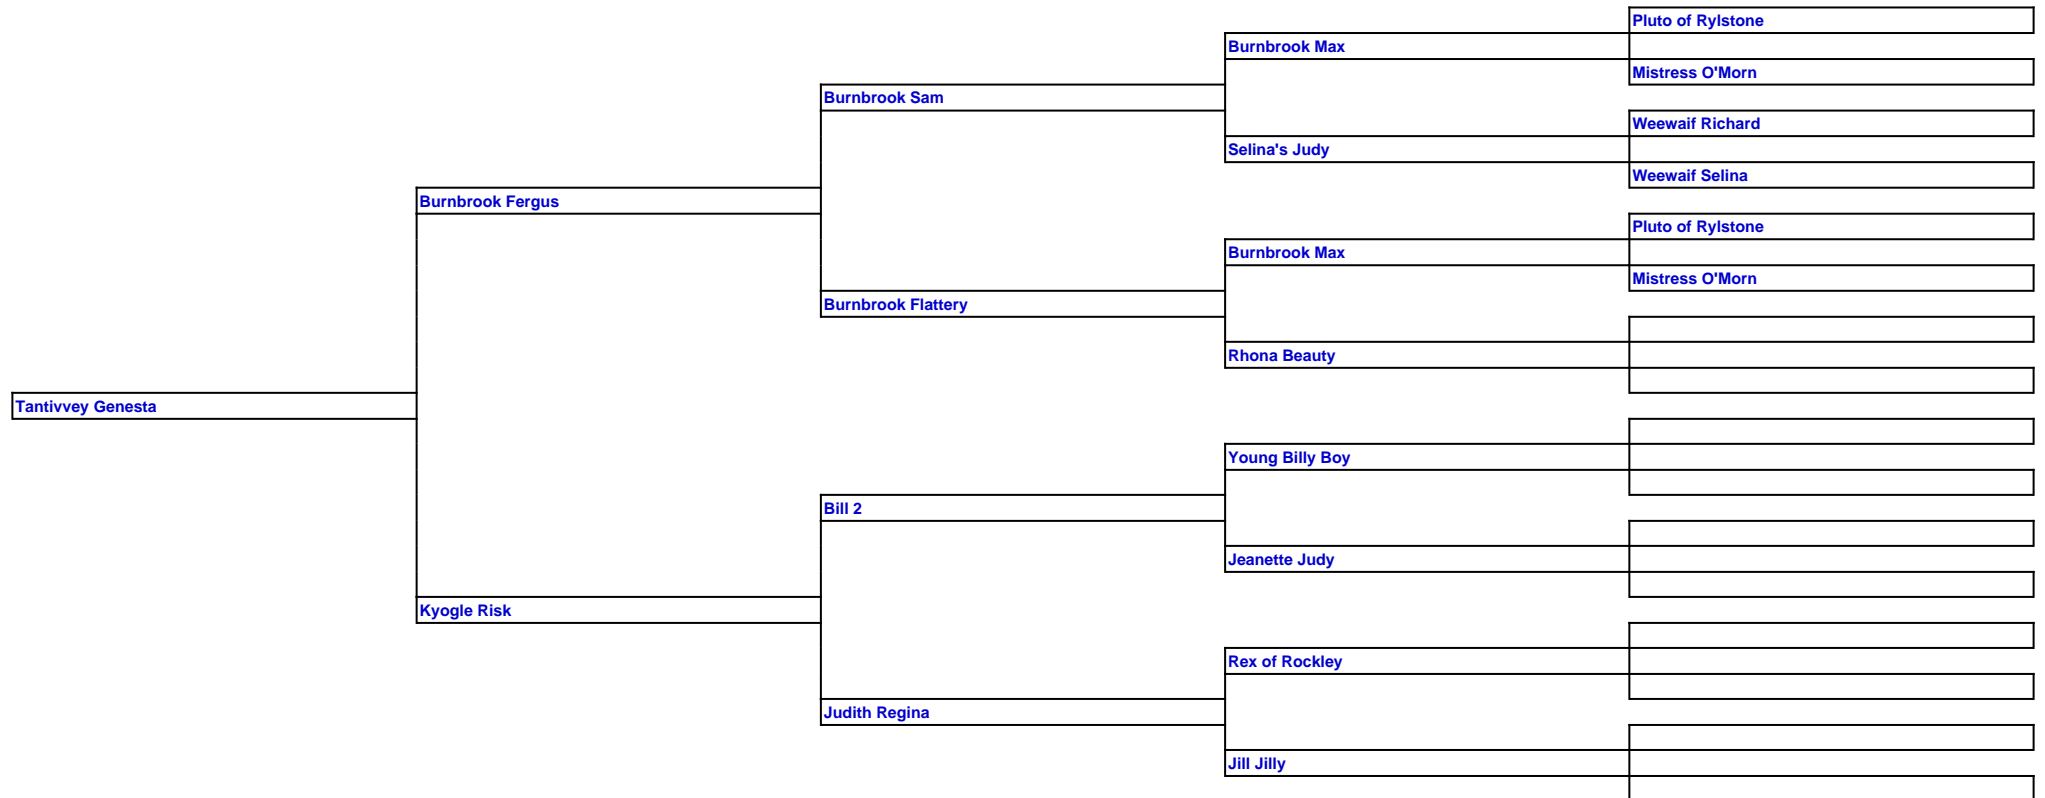 Pluto of Rylstone
Burnbrook Max
Mistress O'Morn
Burnbrook Sam
Weewaif Richard
Selina's Judy
Weewaif Selina
Burnbrook Fergus
Pluto of Rylstone
Burnbrook Max
Mistress O'Morn
Burnbrook Flattery
Rhona Beauty
Tantivvey Genesta
Young Billy Boy
Bill 2
Jeanette Judy
Kyogle Risk
Rex of Rockley
Judith Regina
Jill Jilly